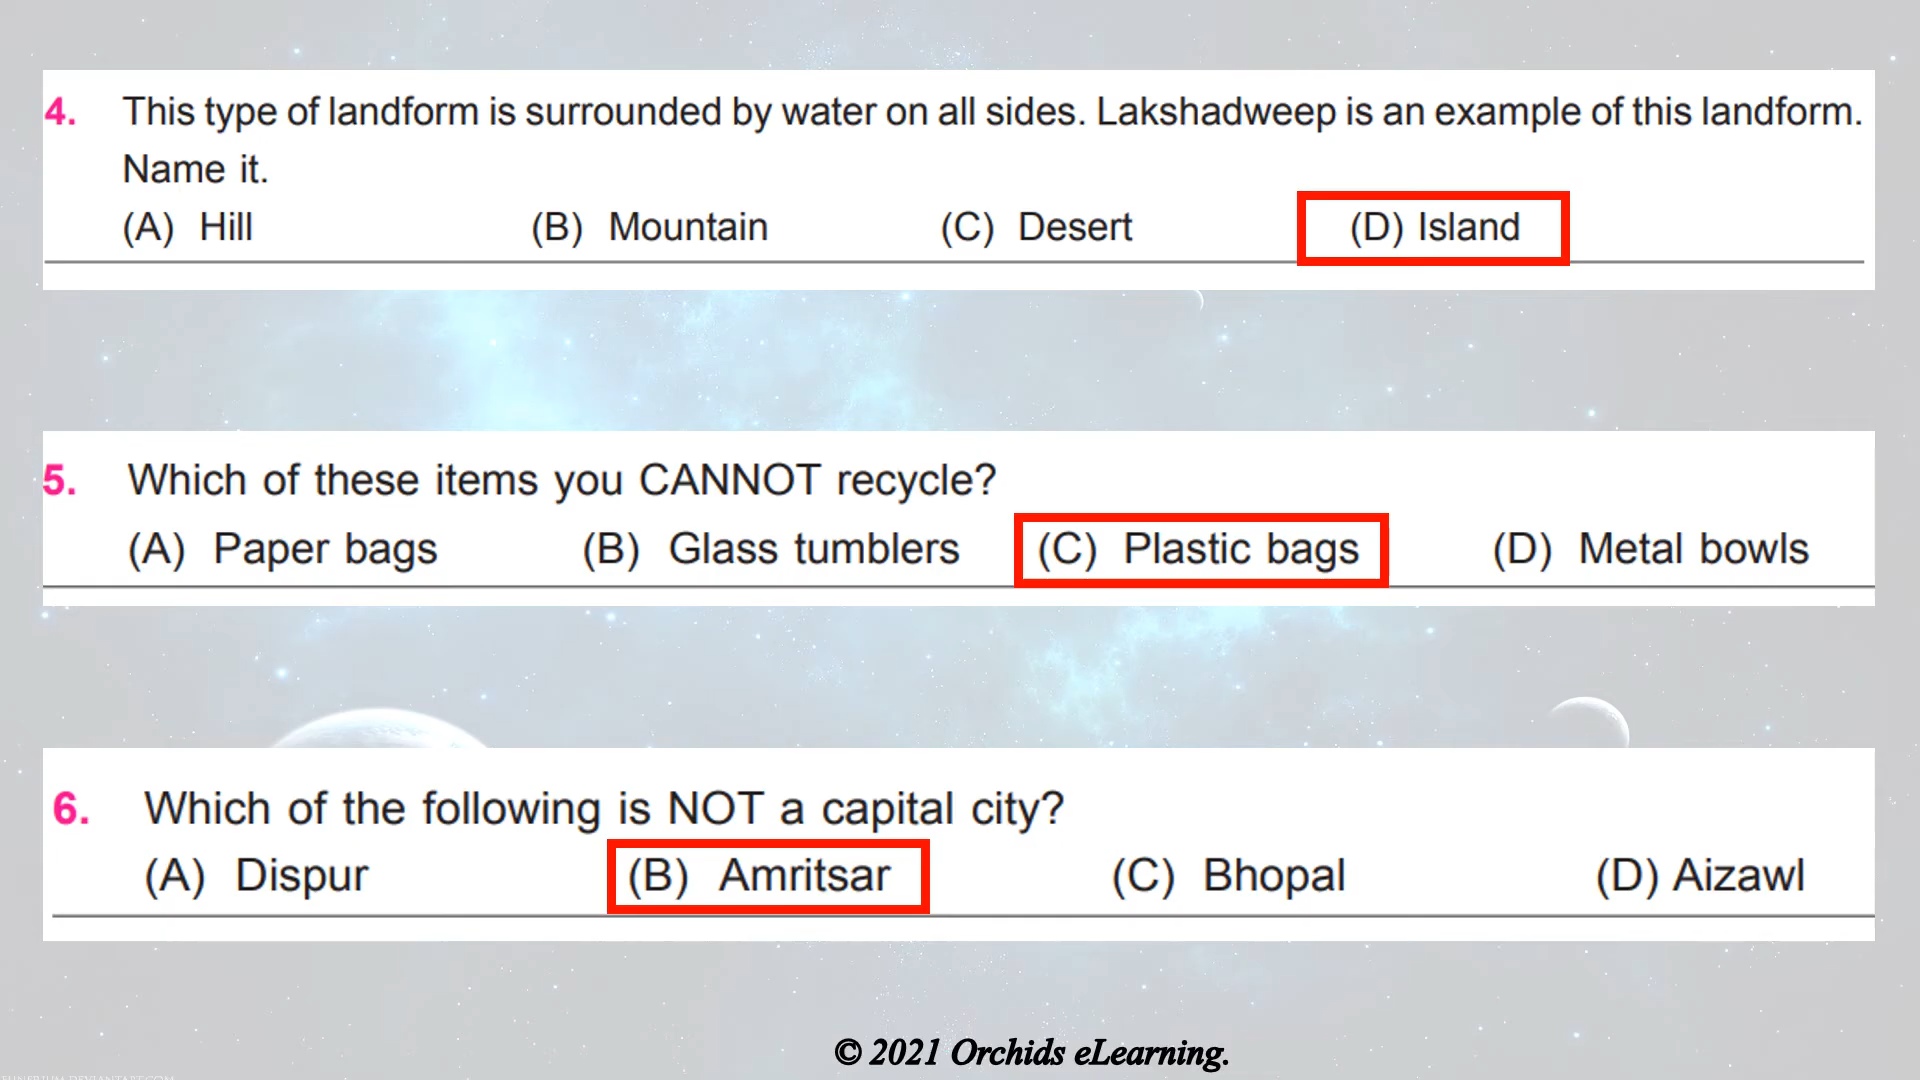 4. This type of landform is surrounded by water on all sides. Lakshadweep is an example of this landform.
Name it.
(A) Hill (B) Mountain (C) Desert (D) Island
5. Which of these items you CANNOT recycle?
(A) Paper bags (B) Glass tumblers (C) Plastic bags (D) Metal bowls
6. Which of the following is NOT a capital city?
(A) Dispur (B) Amritsar (C) Bhopal (D) Aizawl
© 2021 Orchids eLearning.